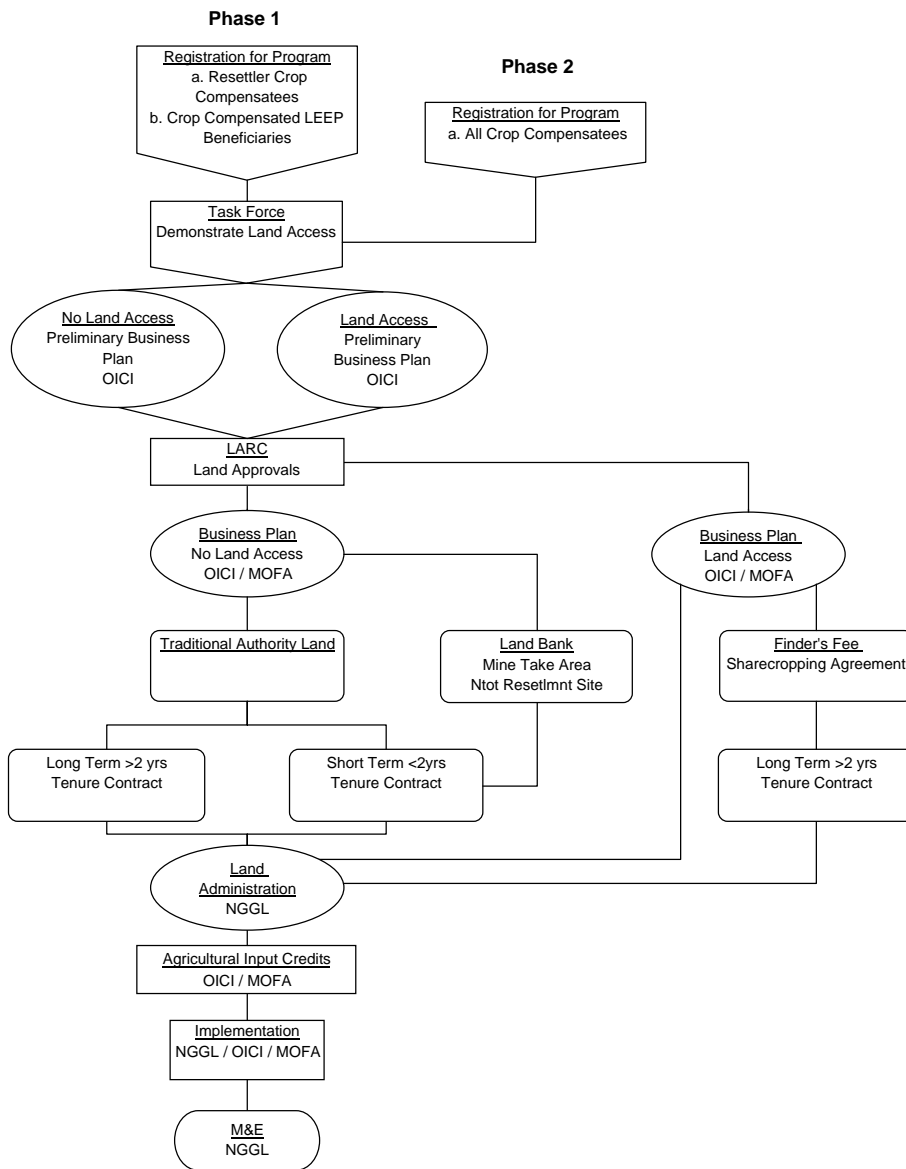 Phase 1
Registration for Program
a. Resettler Crop
Compensatees
b. Crop Compensated LEEP
Beneficiaries
Phase 2
Registration for Program
a. All Crop Compensatees
Task Force
Demonstrate Land Access
No Land Access
Preliminary Business
Plan
OICI
Land Access
Preliminary
Business Plan
OICI
LARC
Land Approvals
Business Plan
No Land Access
OICI / MOFA
Business Plan
Land Access
OICI / MOFA
Traditional Authority Land
Land Bank
Mine Take Area
Ntot Resetlmnt Site
Finder's Fee
Sharecropping Agreement
Long Term >2 yrs
Tenure Contract
Short Term <2yrs
Tenure Contract
Long Term >2 yrs
Tenure Contract
Land
Administration
NGGL
Agricultural Input Credits
OICI / MOFA
Implementation
NGGL / OICI / MOFA
M&E
NGGL